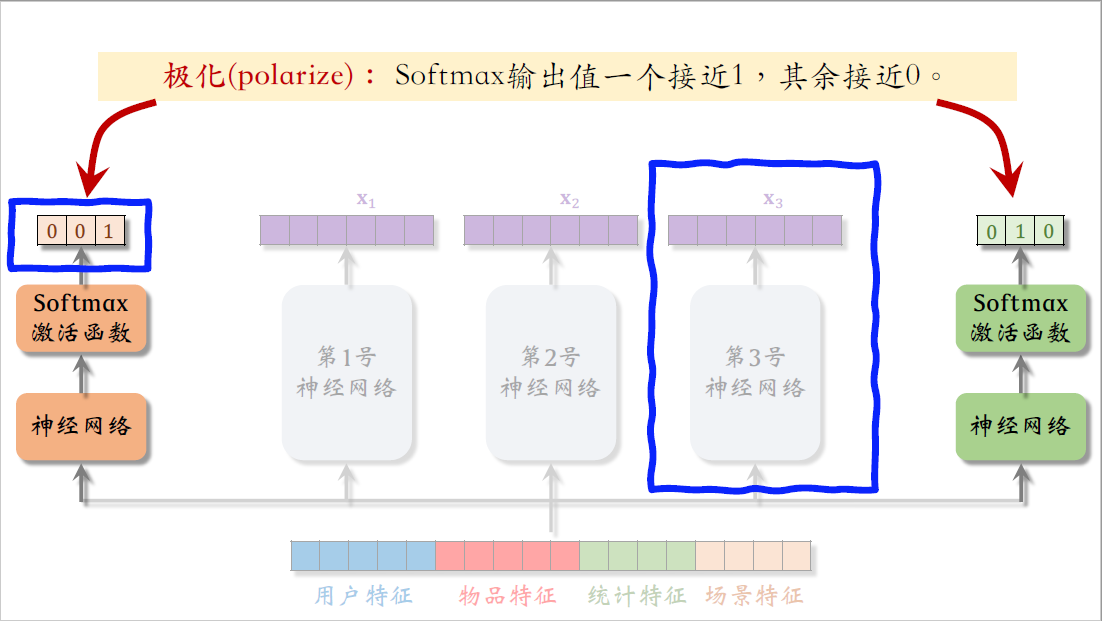 极化(polarize)：Softmax输出值一个接近1，其余接近0。
x₁
x₂
x₃
0 0 1
0 1 0
Softmax
激活函数
Softmax
激活函数
第1号
神经网络
第2号
神经网络
第3号
神经网络
神经网络
神经网络
用户特征
物品特征
统计特征
场景特征